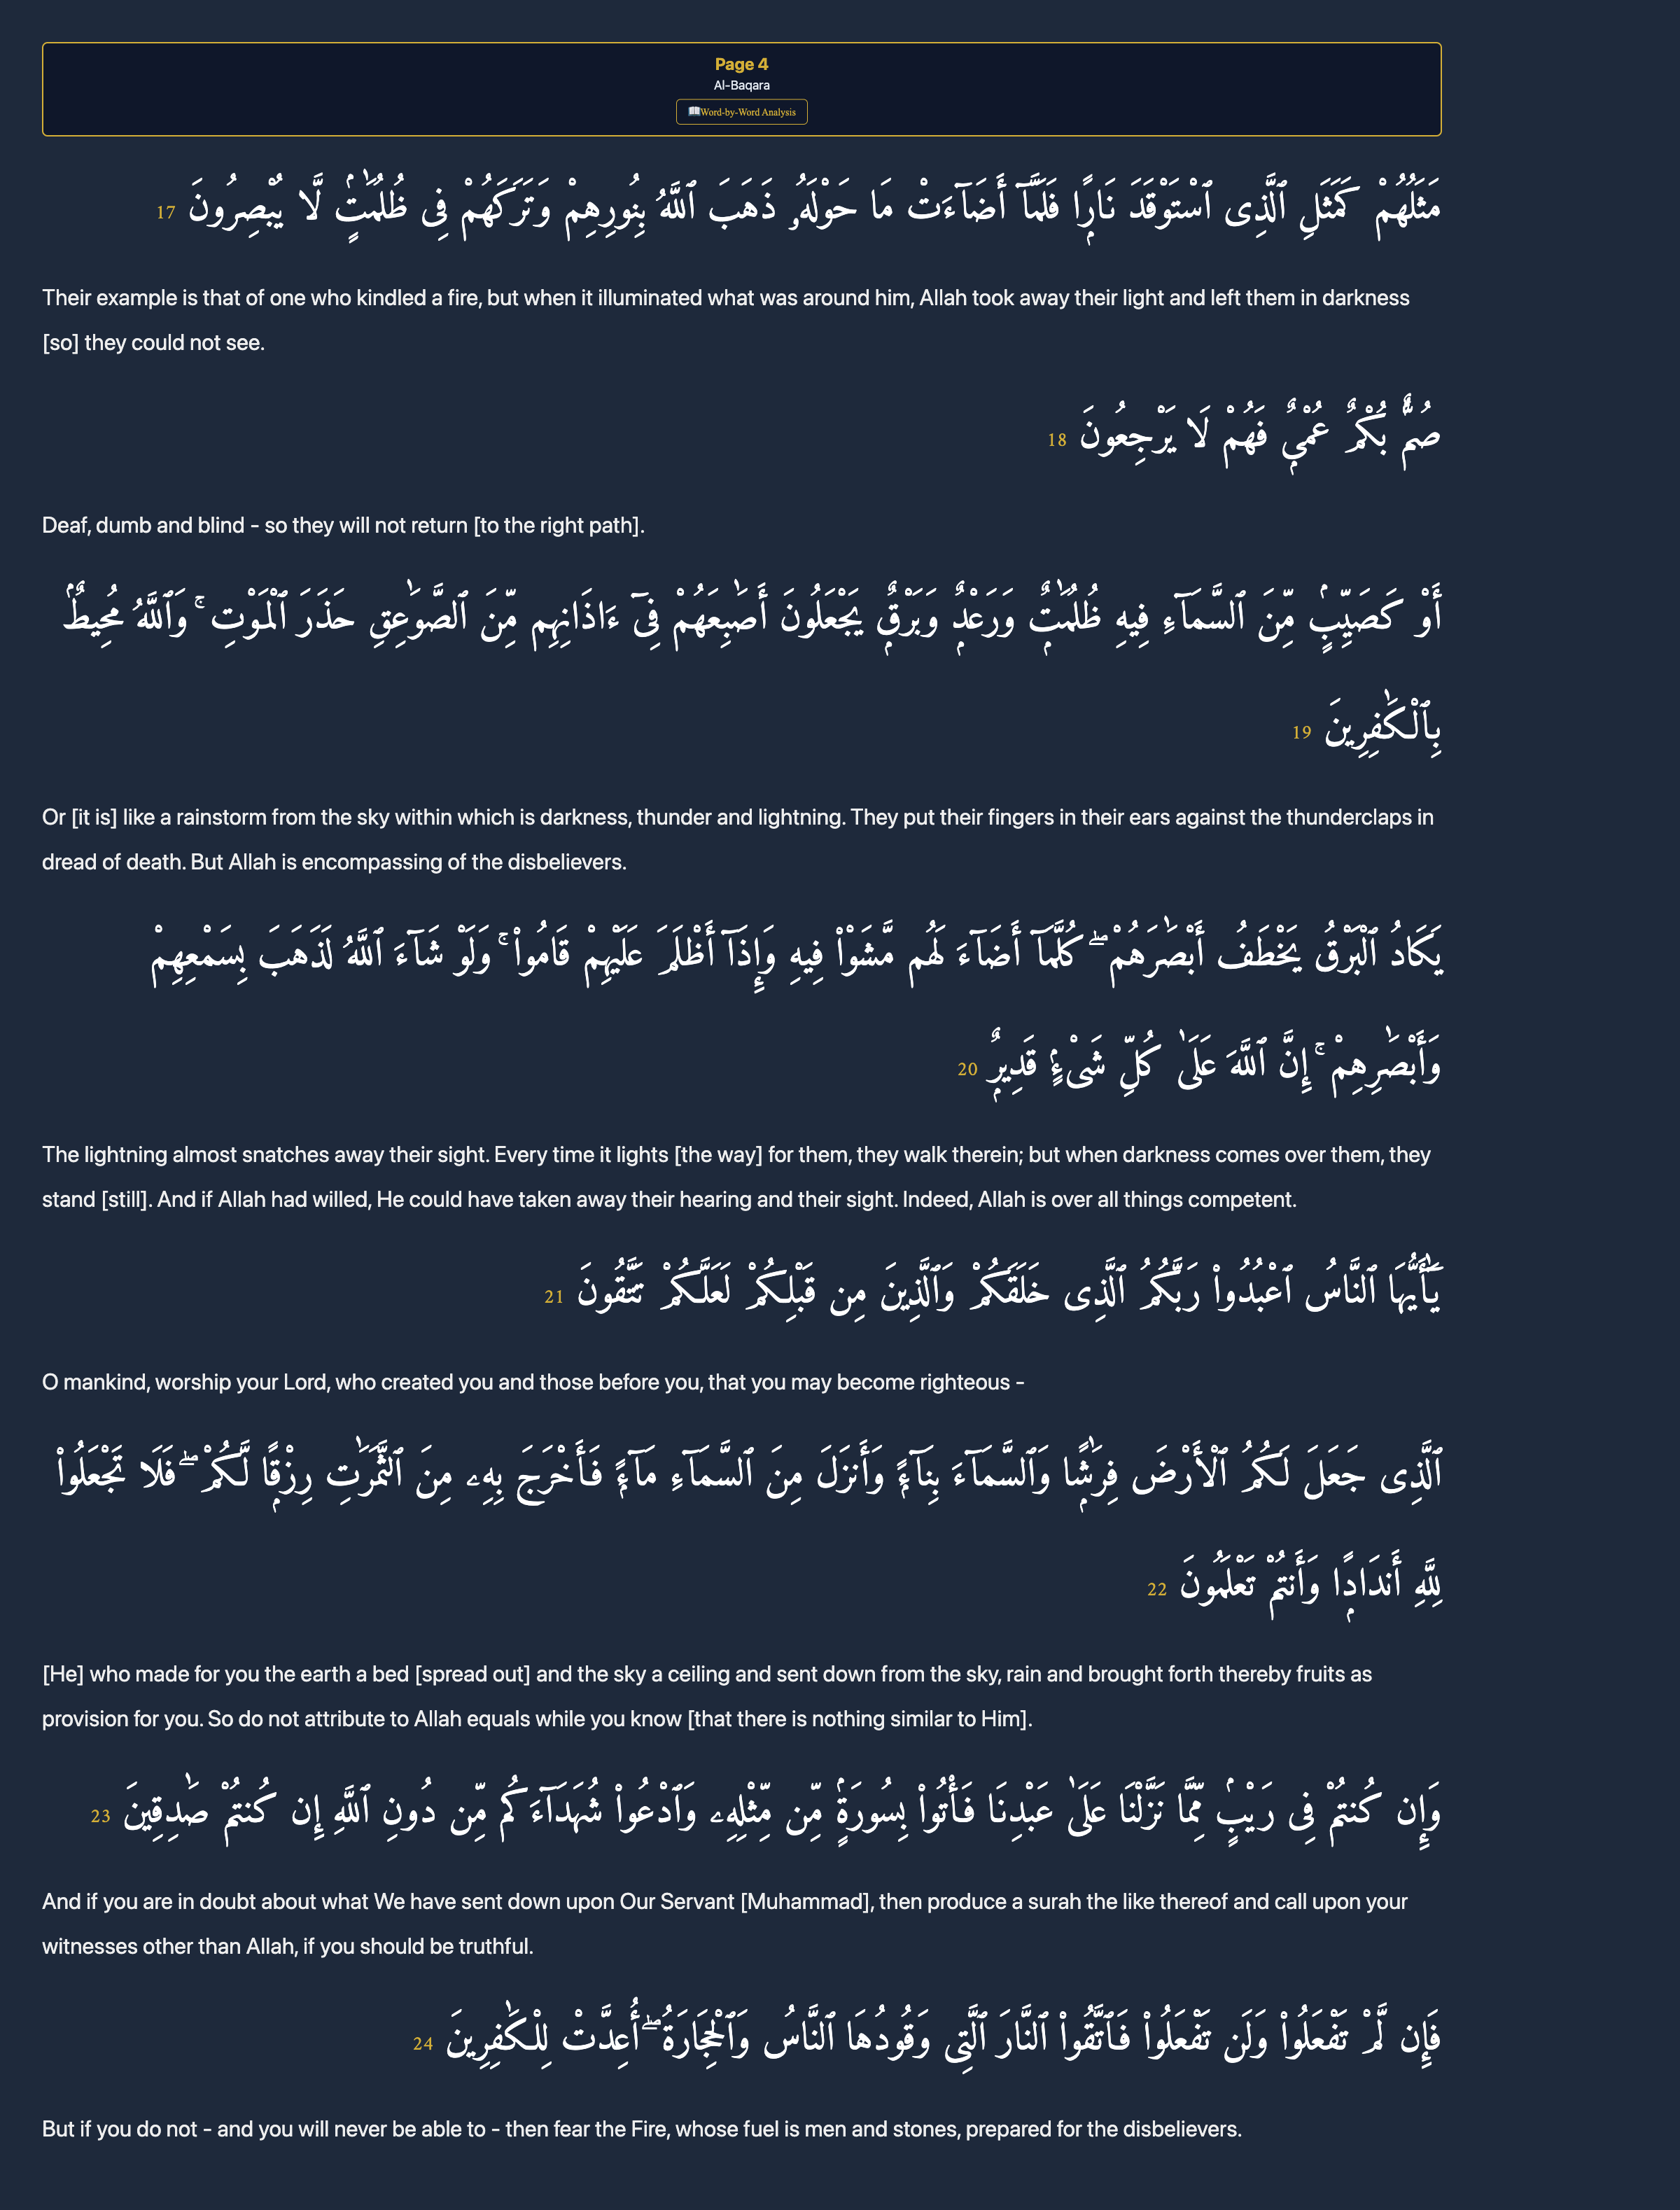 Page 4
Al-Baqara
📖Word-by-Word Analysis
مَثَلُهُمْ كَمَثَلِ ٱلَّذِى ٱسْتَوْقَدَ نَارًۭا فَلَمَّآ أَضَآءَتْ مَا حَوْلَهُۥ ذَهَبَ ٱللَّهُ بِنُورِهِمْ وَتَرَكَهُمْ فِى ظُلُمَـٰتٍۢ لَّا يُبْصِرُونَ 17
Their example is that of one who kindled a fire, but when it illuminated what was around him, Allah took away their light and left them in darkness
[so] they could not see.
صُمٌّۢ بُكْمٌ عُمْىٌۭ فَهُمْ لَا يَرْجِعُونَ 18
Deaf, dumb and blind - so they will not return [to the right path].
أَوْ كَصَيِّبٍۢ مِّنَ ٱلسَّمَآءِ فِيهِ ظُلُمَـٰتٌۭ وَرَعْدٌۭ وَبَرْقٌۭ يَجْعَلُونَ أَصَـٰبِعَهُمْ فِىٓ ءَاذَانِهِم مِّنَ ٱلصَّوَٰعِقِ حَذَرَ ٱلْمَوْتِ ۚ وَٱللَّهُ مُحِيطٌۢ
بِٱلْكَـٰفِرِينَ 19
Or [it is] like a rainstorm from the sky within which is darkness, thunder and lightning. They put their fingers in their ears against the thunderclaps in
dread of death. But Allah is encompassing of the disbelievers.
يَكَادُ ٱلْبَرْقُ يَخْطَفُ أَبْصَـٰرَهُمْ ۖ كُلَّمَآ أَضَآءَ لَهُم مَّشَوْا۟ فِيهِ وَإِذَآ أَظْلَمَ عَلَيْهِمْ قَامُوا۟ ۚ وَلَوْ شَآءَ ٱللَّهُ لَذَهَبَ بِسَمْعِهِمْ
وَأَبْصَـٰرِهِمْ ۚ إِنَّ ٱللَّهَ عَلَىٰ كُلِّ شَىْءٍۢ قَدِيرٌۭ 20
The lightning almost snatches away their sight. Every time it lights [the way] for them, they walk therein; but when darkness comes over them, they
stand [still]. And if Allah had willed, He could have taken away their hearing and their sight. Indeed, Allah is over all things competent.
يَـٰٓأَيُّهَا ٱلنَّاسُ ٱعْبُدُوا۟ رَبَّكُمُ ٱلَّذِى خَلَقَكُمْ وَٱلَّذِينَ مِن قَبْلِكُمْ لَعَلَّكُمْ تَتَّقُونَ 21
O mankind, worship your Lord, who created you and those before you, that you may become righteous -
ٱلَّذِى جَعَلَ لَكُمُ ٱلْأَرْضَ فِرَٰشًۭا وَٱلسَّمَآءَ بِنَآءًۭ وَأَنزَلَ مِنَ ٱلسَّمَآءِ مَآءًۭ فَأَخْرَجَ بِهِۦ مِنَ ٱلثَّمَرَٰتِ رِزْقًۭا لَّكُمْ ۖ فَلَا تَجْعَلُوا۟
لِلَّهِ أَندَادًۭا وَأَنتُمْ تَعْلَمُونَ 22
[He] who made for you the earth a bed [spread out] and the sky a ceiling and sent down from the sky, rain and brought forth thereby fruits as
provision for you. So do not attribute to Allah equals while you know [that there is nothing similar to Him].
وَإِن كُنتُمْ فِى رَيْبٍۢ مِّمَّا نَزَّلْنَا عَلَىٰ عَبْدِنَا فَأْتُوا۟ بِسُورَةٍۢ مِّن مِّثْلِهِۦ وَٱدْعُوا۟ شُهَدَآءَكُم مِّن دُونِ ٱللَّهِ إِن كُنتُمْ صَـٰدِقِينَ 23
And if you are in doubt about what We have sent down upon Our Servant [Muhammad], then produce a surah the like thereof and call upon your
witnesses other than Allah, if you should be truthful.
فَإِن لَّمْ تَفْعَلُوا۟ وَلَن تَفْعَلُوا۟ فَٱتَّقُوا۟ ٱلنَّارَ ٱلَّتِى وَقُودُهَا ٱلنَّاسُ وَٱلْحِجَارَةُ ۖ أُعِدَّتْ لِلْكَـٰفِرِينَ 24
But if you do not - and you will never be able to - then fear the Fire, whose fuel is men and stones, prepared for the disbelievers.